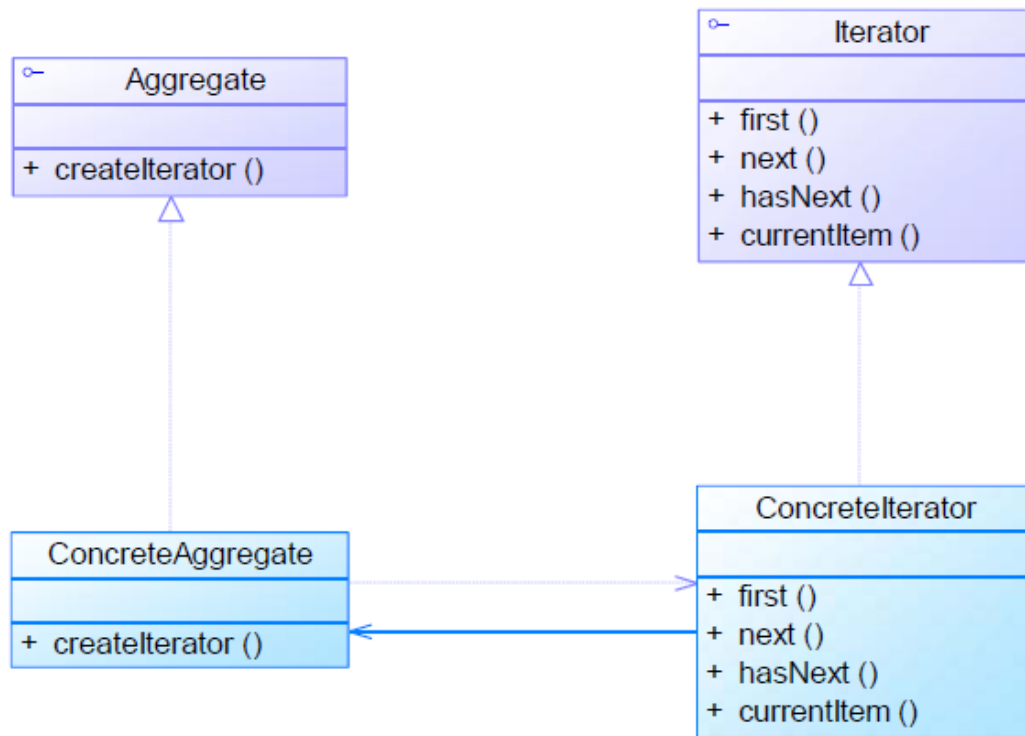 Aggregate
+ createIterator ()
Iterator
+ first ()
+ next ()
+ hasNext ()
+ currentItem ()
ConcreteAggregate
+ createIterator ()
ConcreteIterator
+ first ()
+ next ()
+ hasNext ()
+ currentItem ()